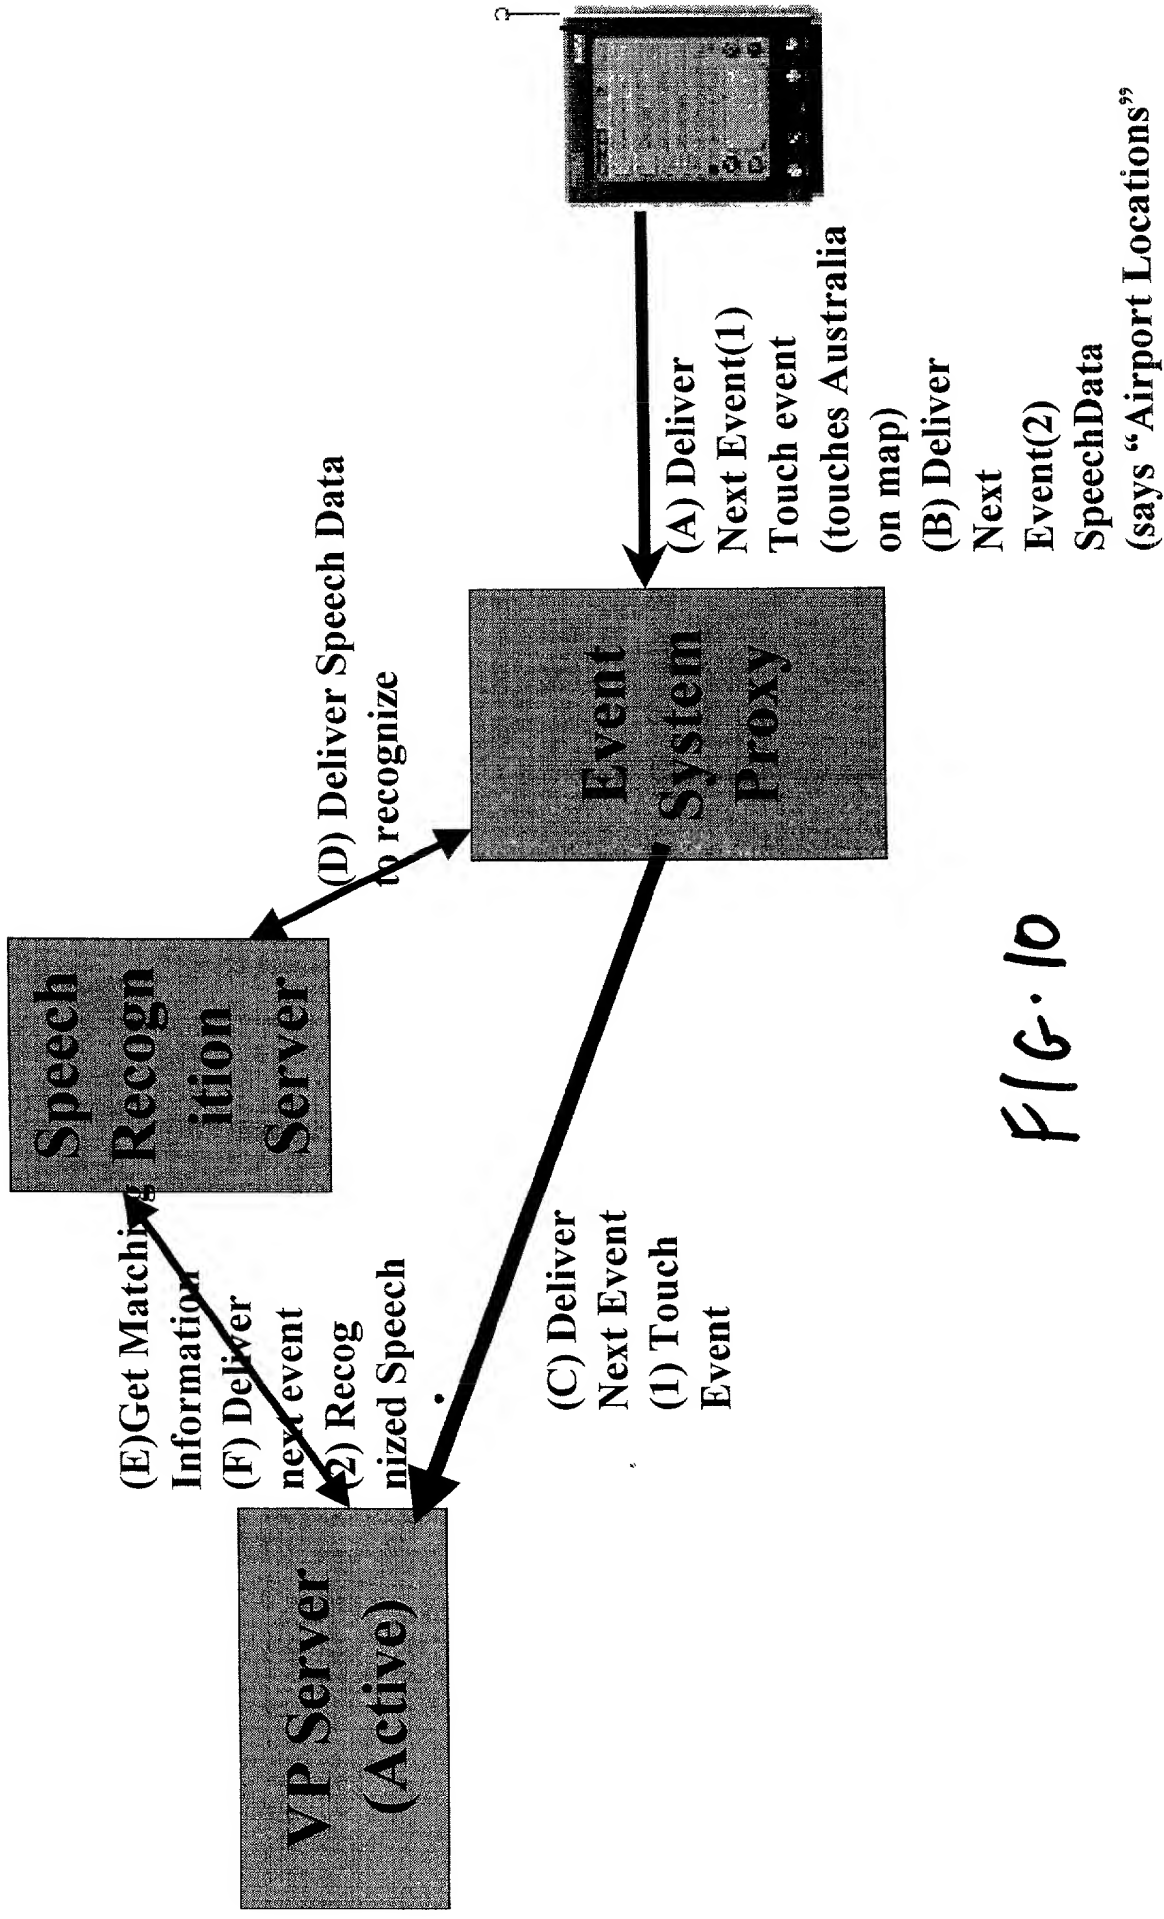 VP Server
(Active)
(E)Get Matching
Information
(F) Deliver
next event
(2) Recog
nized Speech
Speech
Recogn
ition
Server
(D) Deliver Speech Data
to recognize
(C) Deliver
Next Event
(1) Touch
Event
Event
System
Proxy
(A) Deliver
Next Event(1)
Touch event
(touches Australia
on map)
(B) Deliver
Next
Event(2)
SpeechData
(says “Airport Locations”
FIG. 10